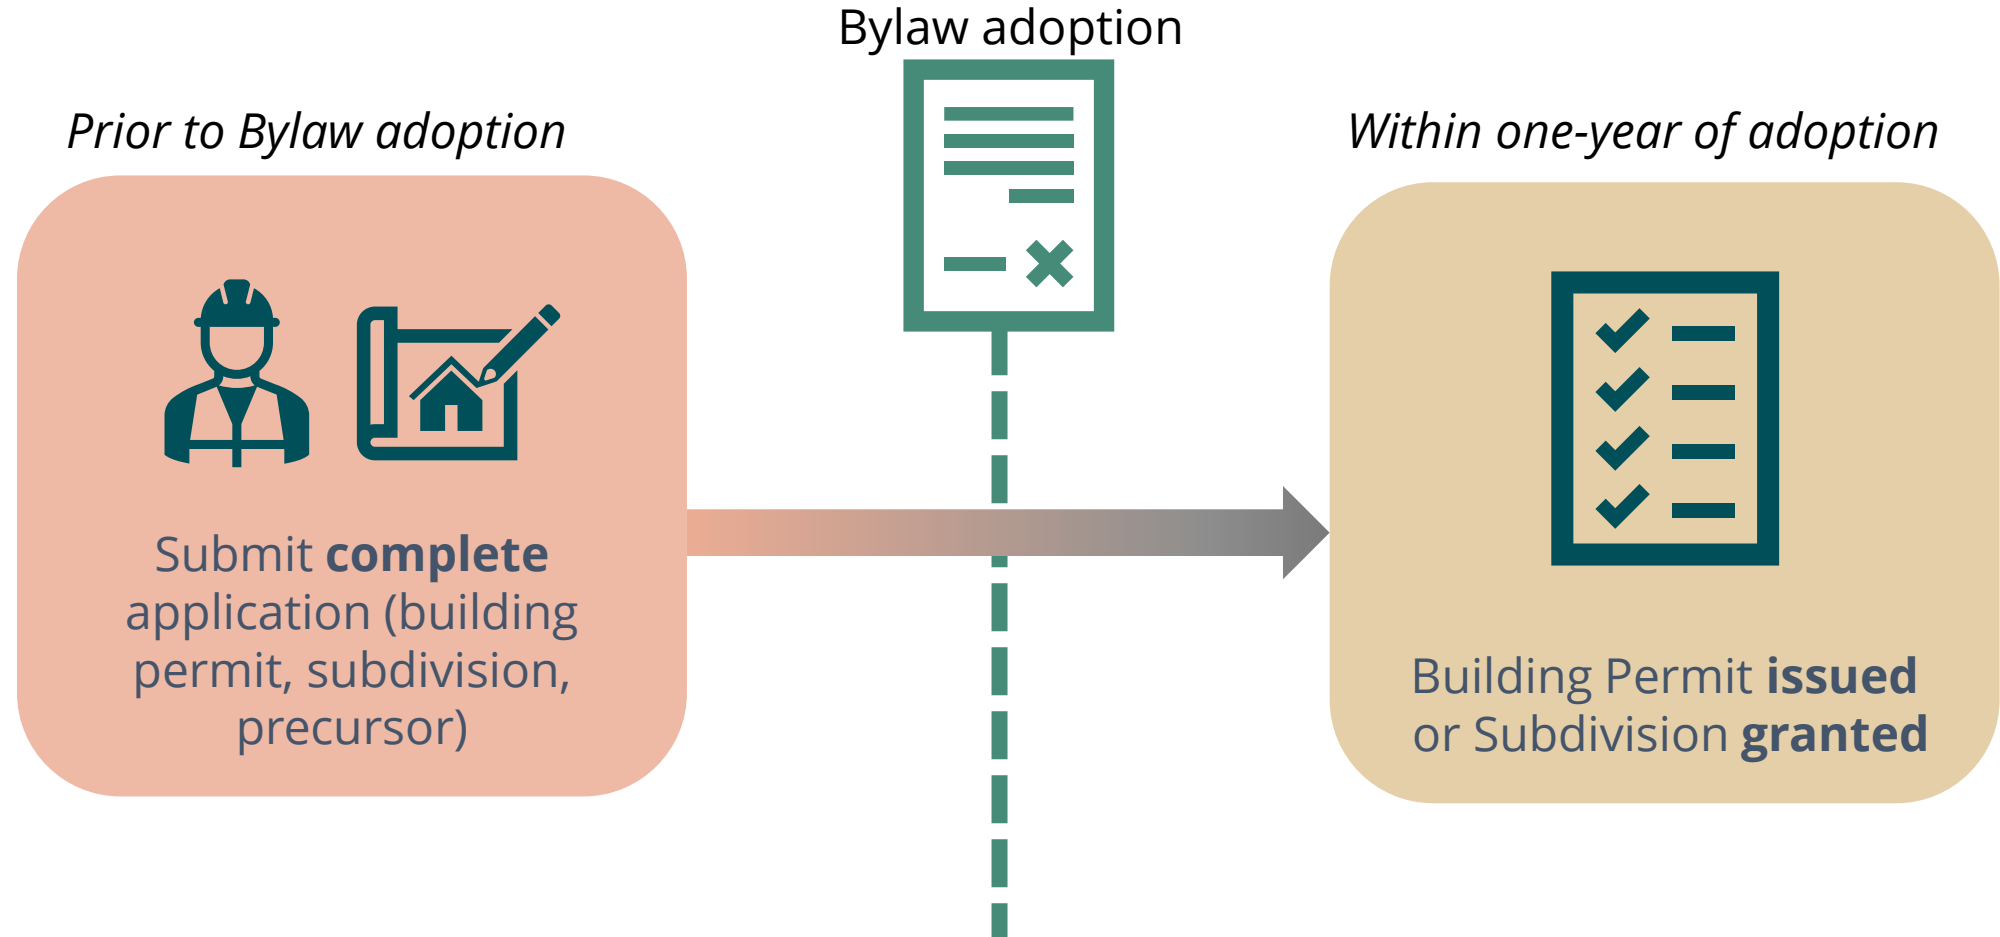 Bylaw adoption
Prior to Bylaw adoption
Within one-year of adoption
Submit complete
application (building
permit, subdivision,
precursor)
Building Permit issued
or Subdivision granted